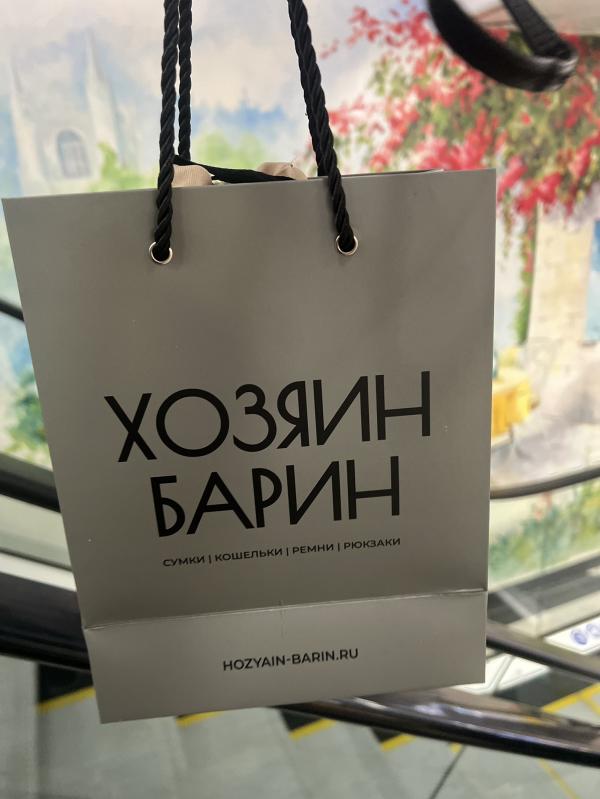 ХОЗЯИН
БАРИН
СУМКИ | КОШЕЛЬКИ | РЕМНИ | РЮКЗАКИ
HOZYAIN-BARIN.RU